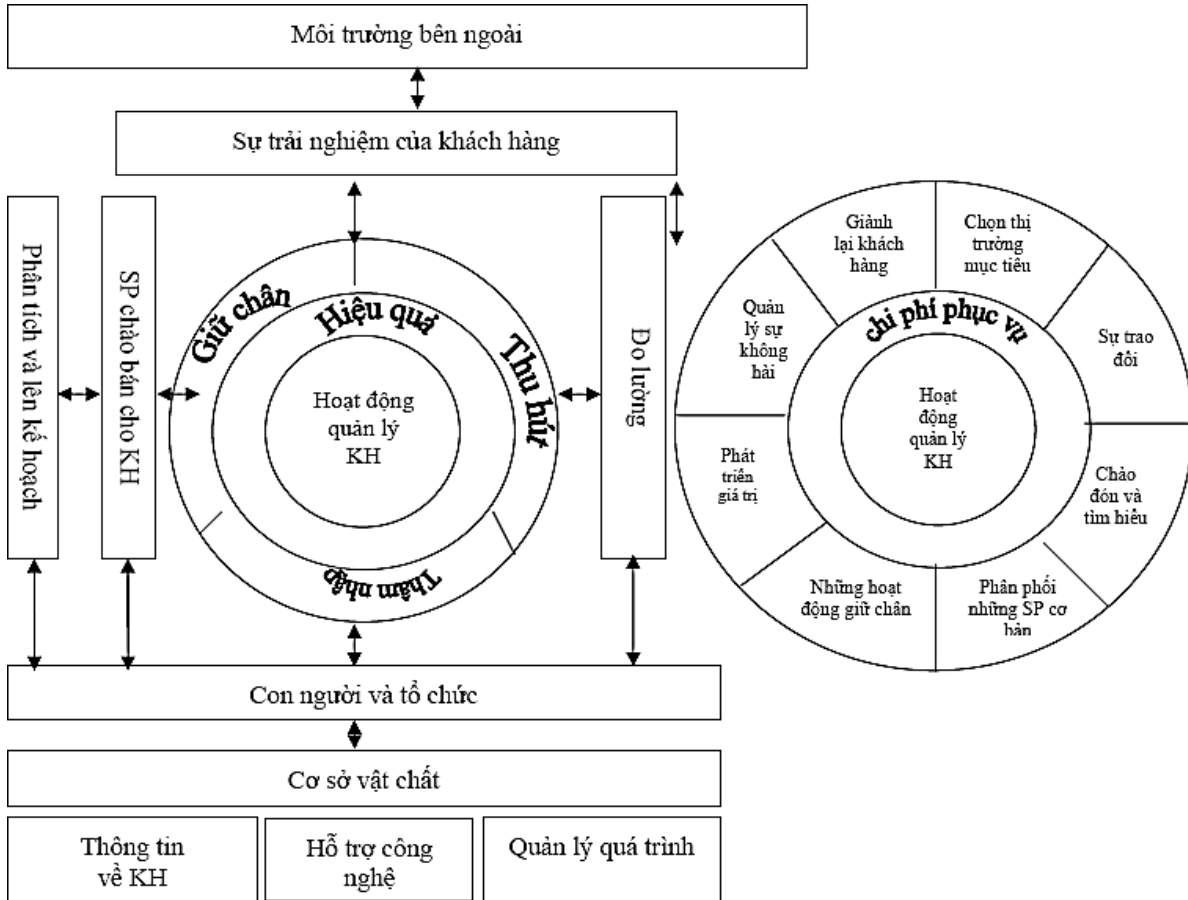 Môi trường bên ngoài
Sự trải nghiệm của khách hàng
Phân tích và lên kế hoạch
SP chào bán cho KH
Giữ chân
Hiệu quả
Thu hút
Thâm nhập
Hoạt động
quản lý
KH
Đo lường
Giành
lại khách
hàng
Chọn thị
trường
mục tiêu
Quản
lý sự
không
hài
chi phí phục vụ
Sự trao
đổi
Hoạt
động
quản lý
KH
Phát
triển
giá trị
Chào
đón và
tìm hiểu
Những hoạt
động giữ chân
Phân phối
những SP cơ
bản
Con người và tổ chức
Cơ sở vật chất
Thông tin
về KH
Hỗ trợ công
nghệ
Quản lý quá trình